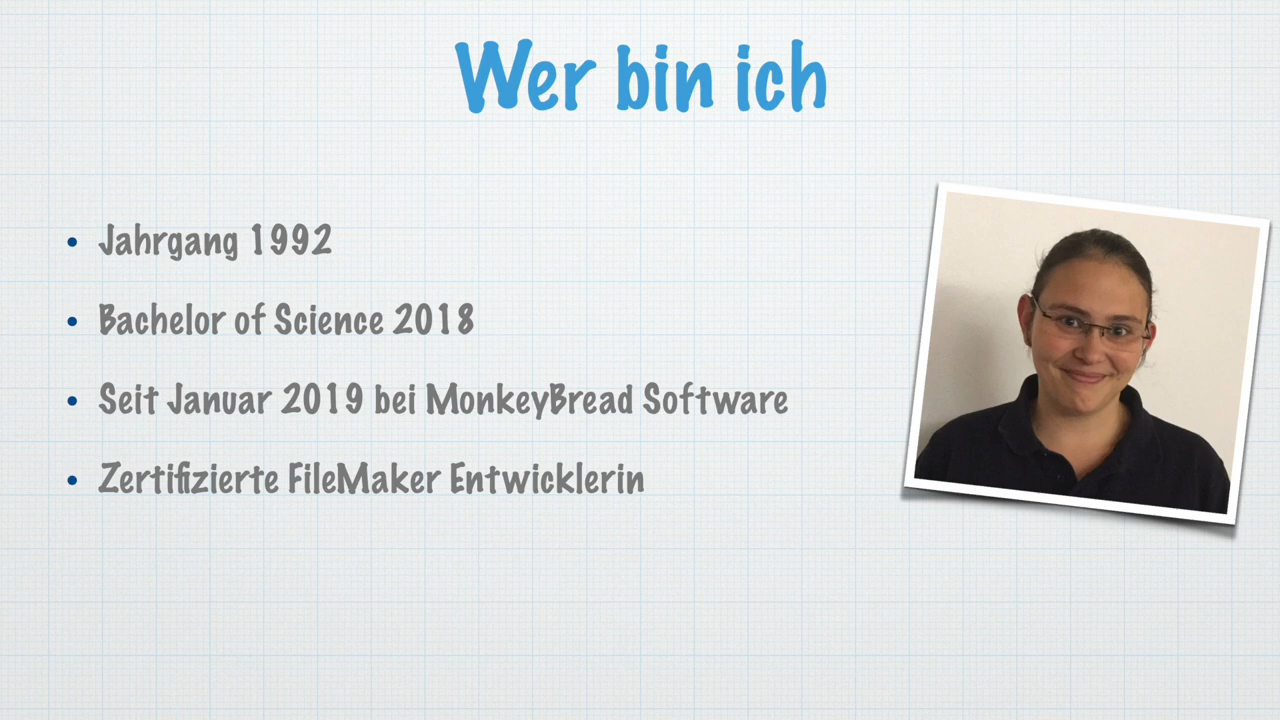 Wer bin ich
• Jahrgang 1992
• Bachelor of Science 2018
• Seit Januar 2019 bei MonkeyBread Software
• Zertifizierte FileMaker Entwicklerin